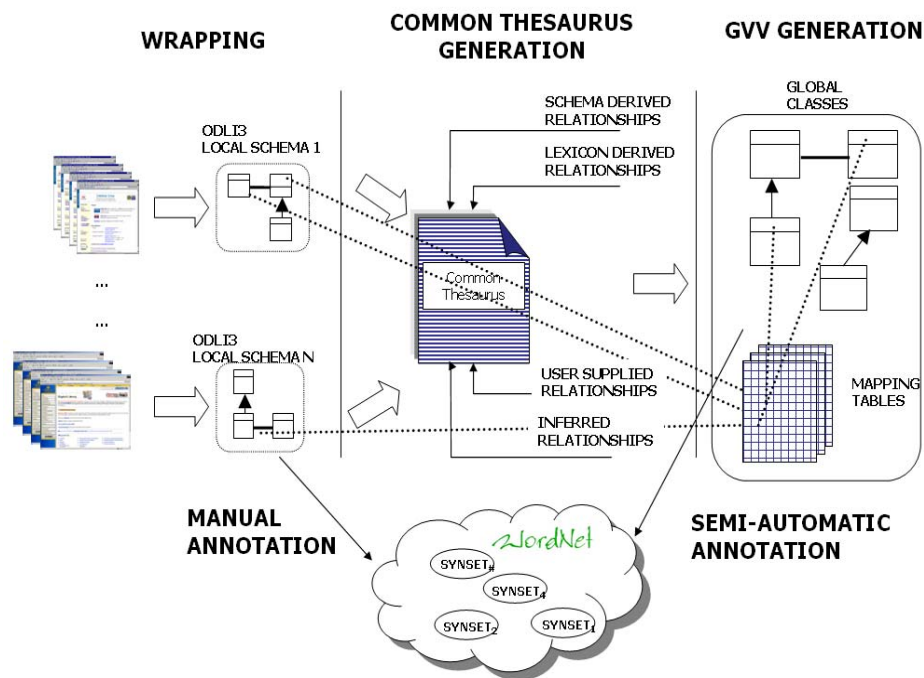 WRAPPING
COMMON THESAURUS
GENERATION
GVV GENERATION
ODLI3
LOCAL SCHEMA 1
SCHEMA DERIVED
RELATIONSHIPS
LEXICON DERIVED
RELATIONSHIPS
GLOBAL
CLASSES
...
...
Common
Thesaurus
ODLI3
LOCAL SCHEMA N
USER SUPPLIED
RELATIONSHIPS
INFERRED
RELATIONSHIPS
MAPPING
TABLES
MANUAL
ANNOTATION
SEMI-AUTOMATIC
ANNOTATION
WordNet
SYNSET#
SYNSET4
SYNSET2
SYNSET1